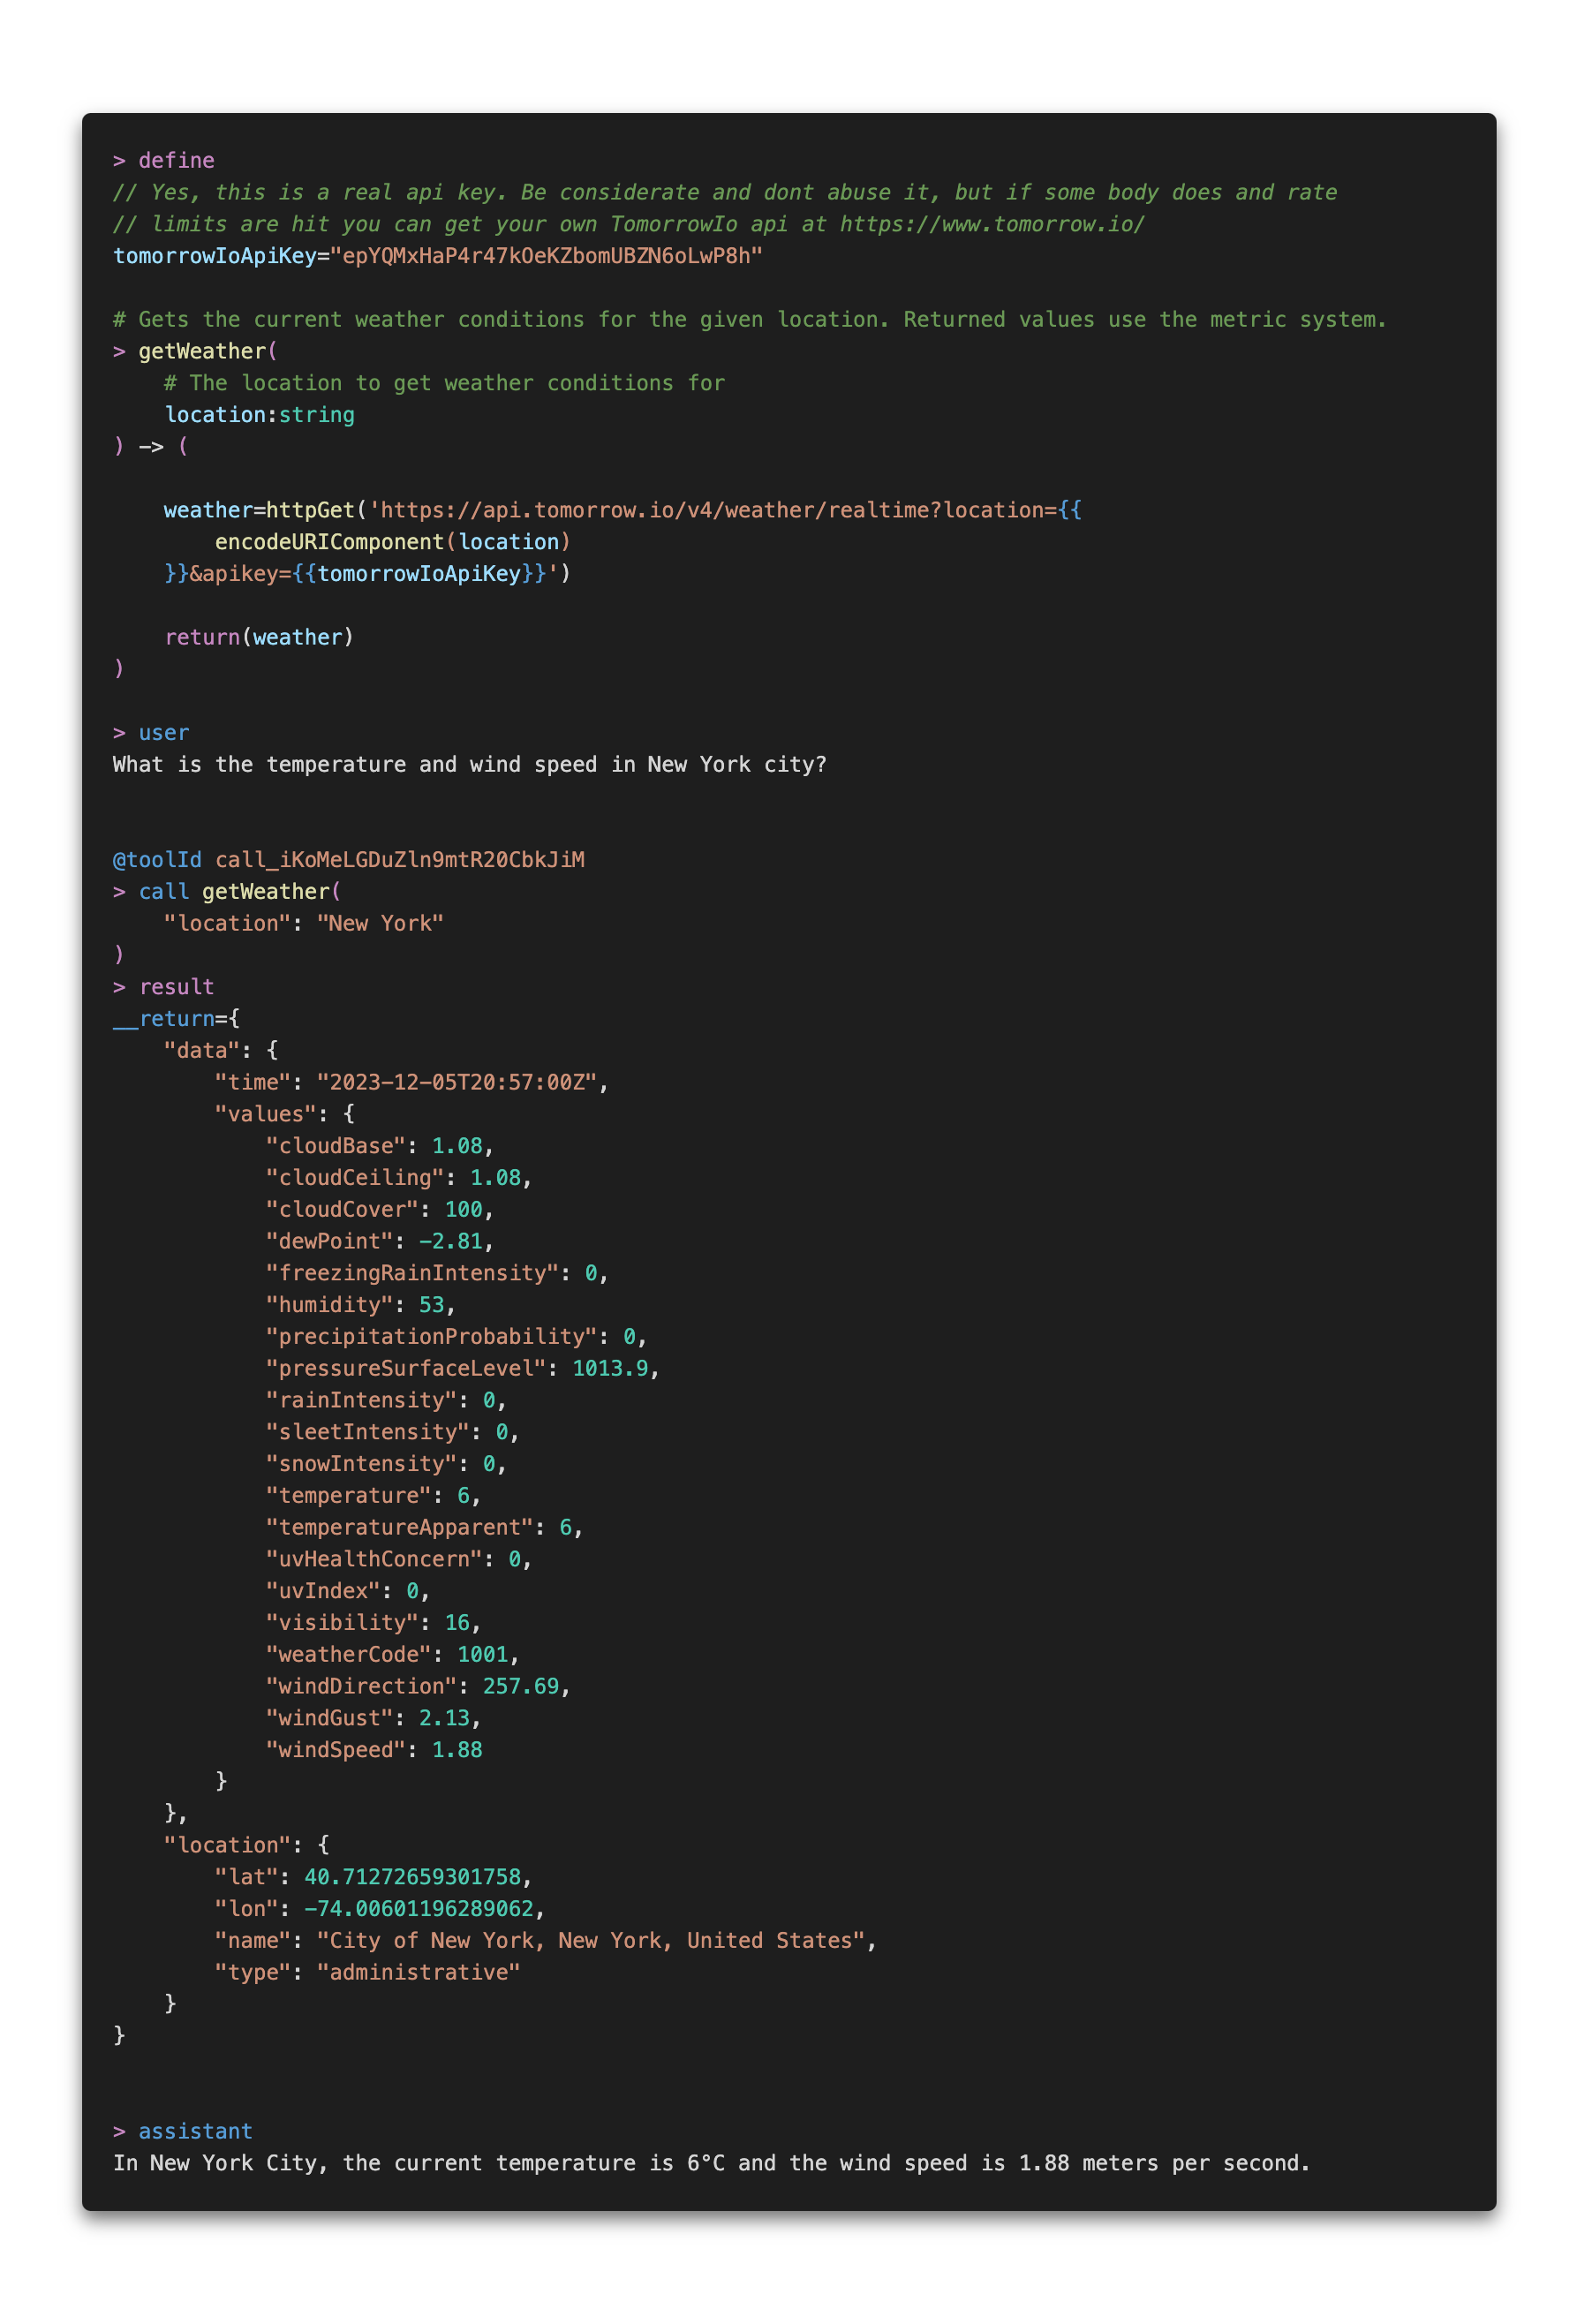 > define
// Yes, this is a real api key. Be considerate and dont abuse it, but if some body does and rate
// limits are hit you can get your own TomorrowIo api at https://www.tomorrow.io/
tomorrowIoApiKey="epYQMxHaP4r47kOeKZbomUBZN6oLwP8h"

# Gets the current weather conditions for the given location. Returned values use the metric system.
> getWeather(
    # The location to get weather conditions for
    location:string
) -> (

    weather=httpGet('https://api.tomorrow.io/v4/weather/realtime?location={{
        encodeURIComponent(location)
    }}&apikey={{tomorrowIoApiKey}}')

    return(weather)
)

> user
What is the temperature and wind speed in New York city?

@toolId call_iKoMeLGDuZln9mtR20CbkJiM
> call getWeather(
    "location": "New York"
)
> result
__return={
    "data": {
        "time": "2023-12-05T20:57:00Z",
        "values": {
            "cloudBase": 1.08,
            "cloudCeiling": 1.08,
            "cloudCover": 100,
            "dewPoint": -2.81,
            "freezingRainIntensity": 0,
            "humidity": 53,
            "precipitationProbability": 0,
            "pressureSurfaceLevel": 1013.9,
            "rainIntensity": 0,
            "sleetIntensity": 0,
            "snowIntensity": 0,
            "temperature": 6,
            "temperatureApparent": 6,
            "uvHealthConcern": 0,
            "uvIndex": 0,
            "visibility": 16,
            "weatherCode": 1001,
            "windDirection": 257.69,
            "windGust": 2.13,
            "windSpeed": 1.88
        }
    },
    "location": {
        "lat": 40.71272659301758,
        "lon": -74.00601196289062,
        "name": "City of New York, New York, United States",
        "type": "administrative"
    }
}

> assistant
In New York City, the current temperature is 6°C and the wind speed is 1.88 meters per second.